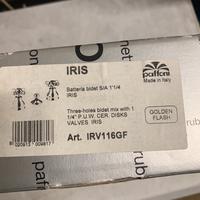 IRIS
paffoni
Made in Italy
Batteria bidet S/A 1'1/4
IRIS
Three-holes bidet mix with 1
1/4" P.U.W. CER. DISKS
VALVES IRIS
GOLDEN
FLASH
Art. IRV116GF